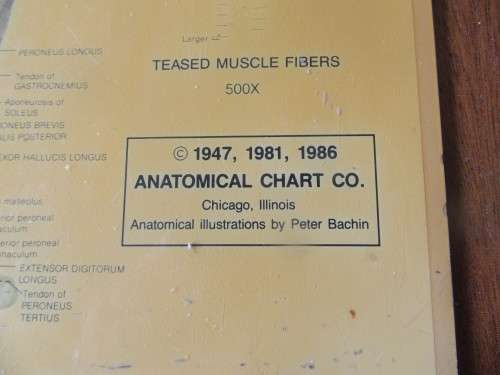 Larger
PERONEUS LONGUS
TEASED MUSCLE FIBERS
500X
Tendon of
GASTROCNEMIUS
Aponeurosis of
SOLEUS
BREVIS
POSTERIOR
HALLUCIS LONGUS
malleolus
peroneal
peroneal
EXTENSOR DIGITORUM
LONGUS
Tendon of
PERONEUS
TERTIUS
© 1947, 1981, 1986
ANATOMICAL CHART CO.
Chicago, Illinois
Anatomical illustrations by Peter Bachin